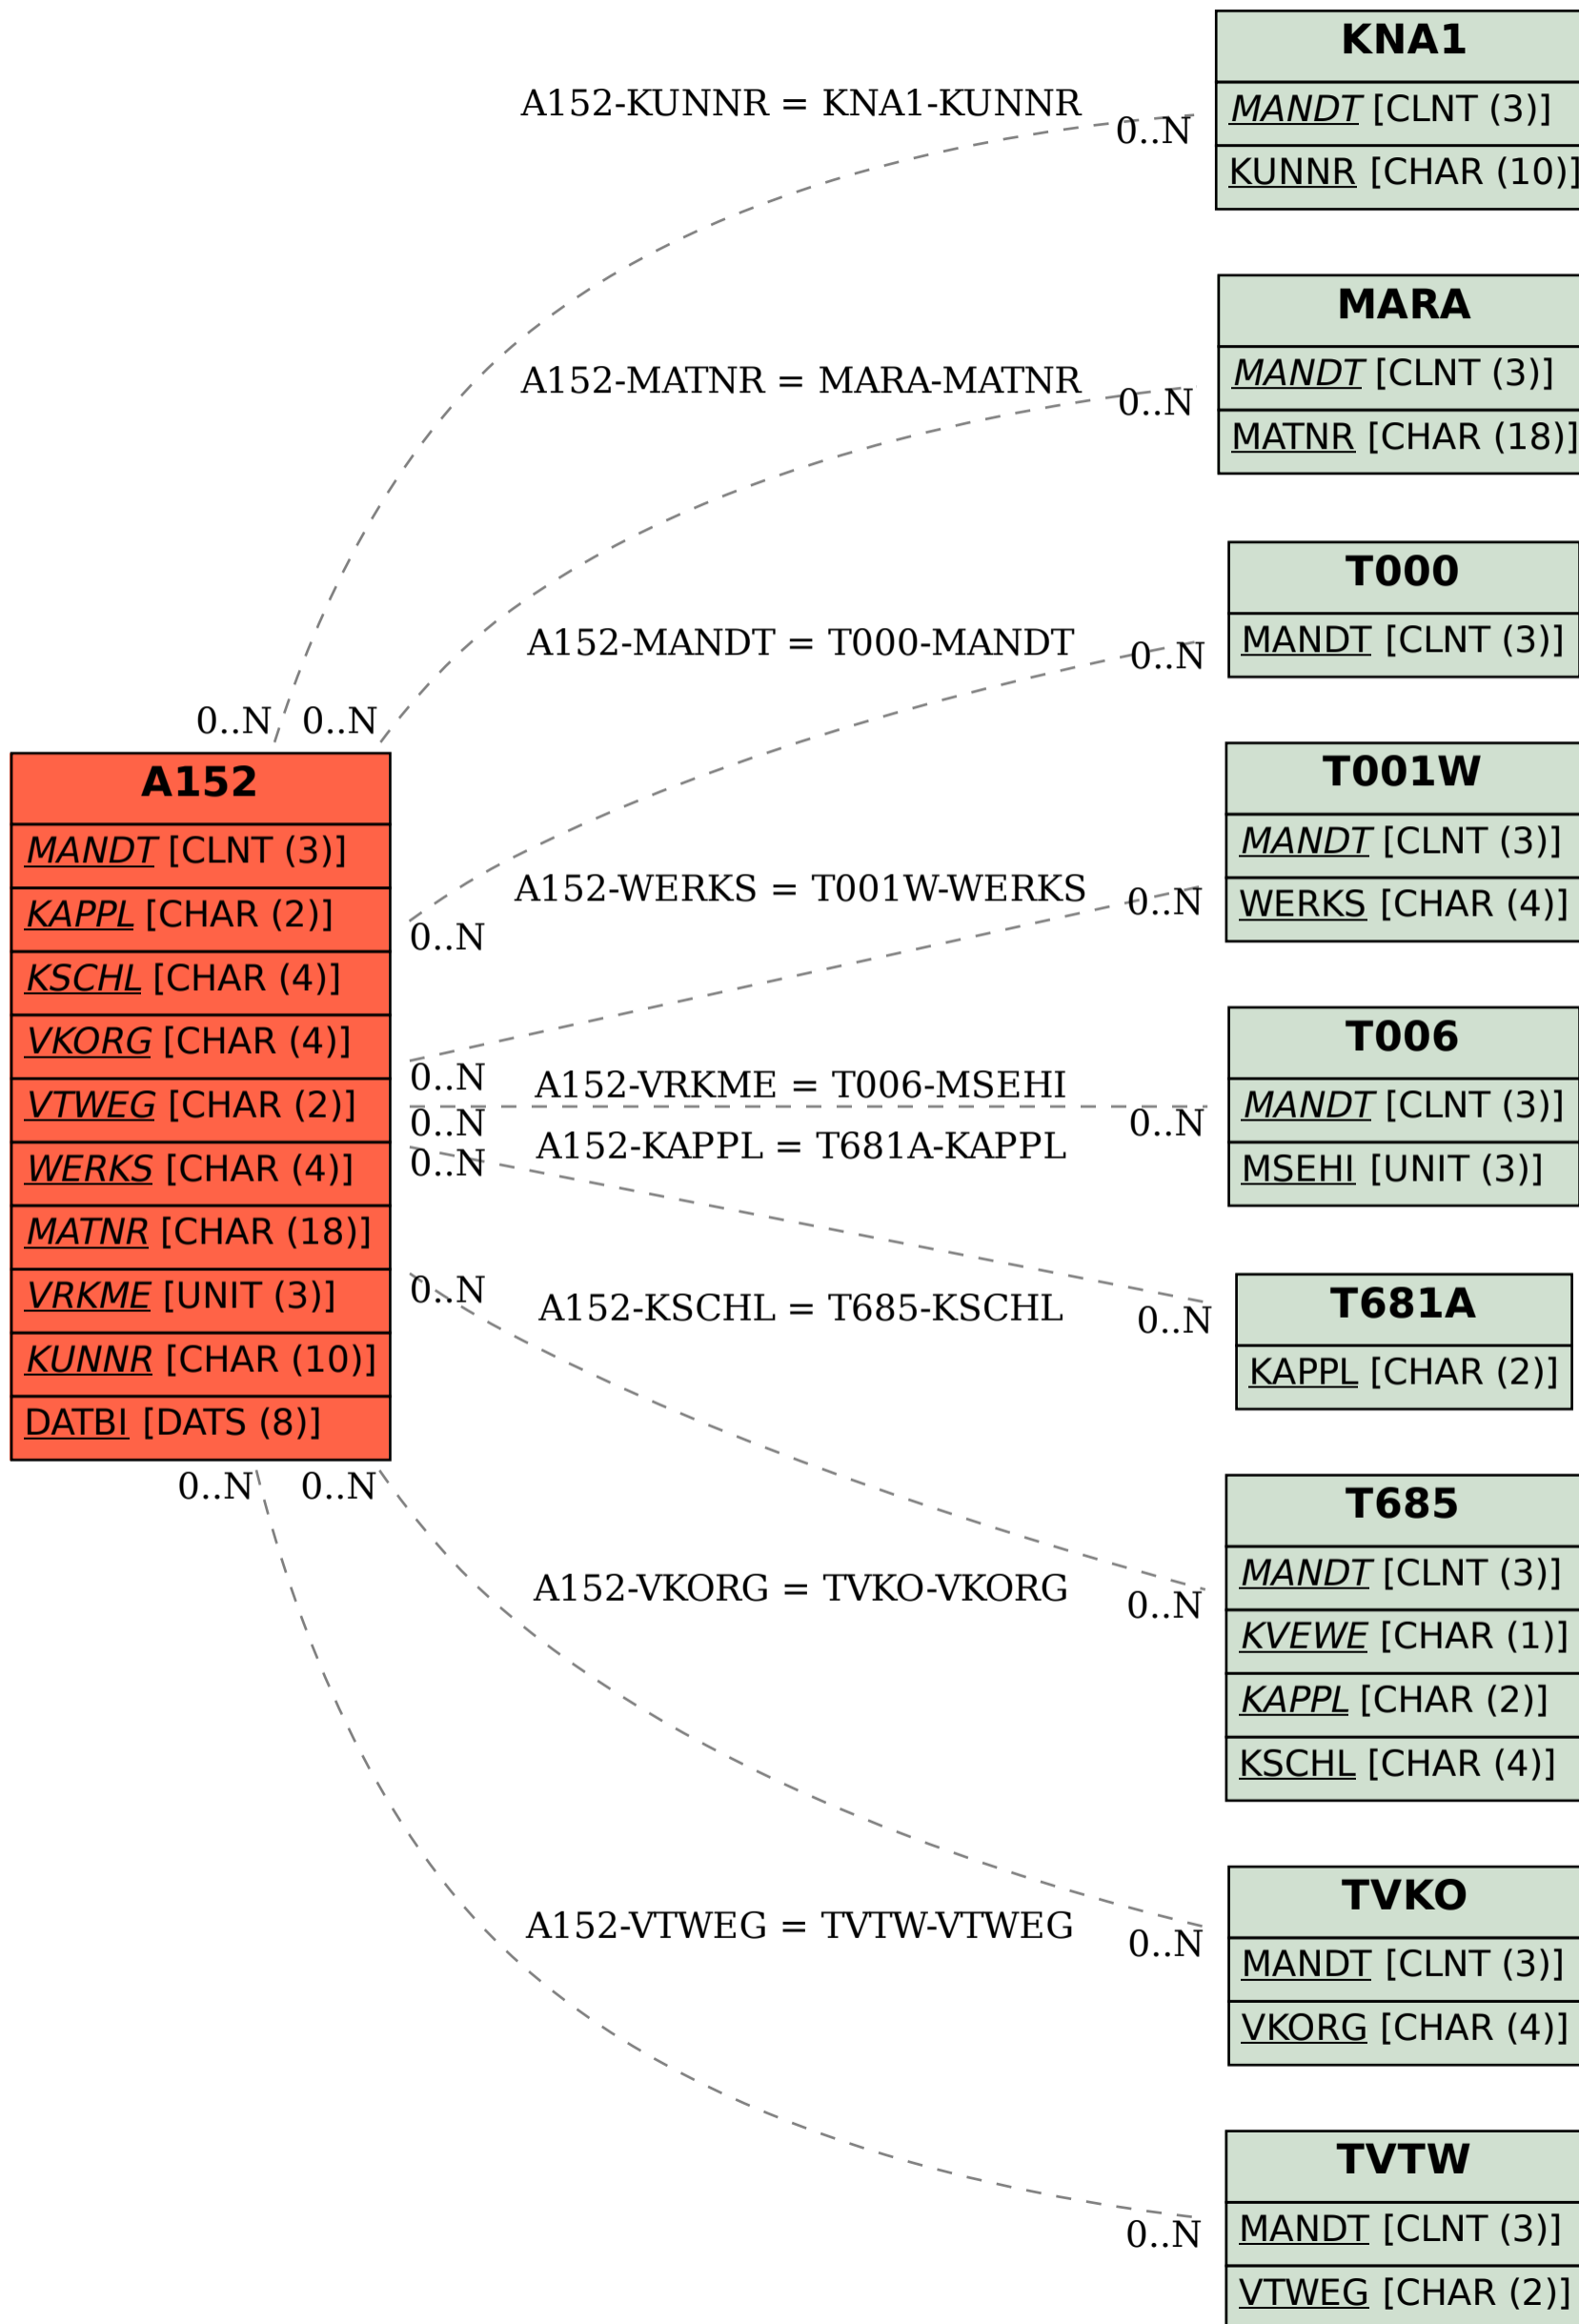 KNA1
MANDT [CLNT (3)]
KUNNR [CHAR (10)]
A152-KUNNR = KNA1-KUNNR
0..N
0..N
MARA
MANDT [CLNT (3)]
MATNR [CHAR (18)]
A152-MATNR = MARA-MATNR
0..N
0..N
T000
MANDT [CLNT (3)]
A152-MANDT = T000-MANDT
0..N
0..N
A152
MANDT [CLNT (3)]
KAPPL [CHAR (2)]
KSCHL [CHAR (4)]
VKORG [CHAR (4)]
VTWEG [CHAR (2)]
WERKS [CHAR (4)]
MATNR [CHAR (18)]
VRKME [UNIT (3)]
KUNNR [CHAR (10)]
DATBI [DATS (8)]
T001W
MANDT [CLNT (3)]
WERKS [CHAR (4)]
A152-WERKS = T001W-WERKS
0..N
0..N
T006
MANDT [CLNT (3)]
MSEHI [UNIT (3)]
A152-VRKME = T006-MSEHI
0..N
0..N
A152-KAPPL = T681A-KAPPL
0..N
0..N
T681A
KAPPL [CHAR (2)]
A152-KSCHL = T685-KSCHL
0..N
0..N
T685
MANDT [CLNT (3)]
KVEWE [CHAR (1)]
KAPPL [CHAR (2)]
KSCHL [CHAR (4)]
A152-VKORG = TVKO-VKORG
0..N
0..N
TVKO
MANDT [CLNT (3)]
VKORG [CHAR (4)]
A152-VTWEG = TVTW-VTWEG
0..N
0..N
TVTW
MANDT [CLNT (3)]
VTWEG [CHAR (2)]